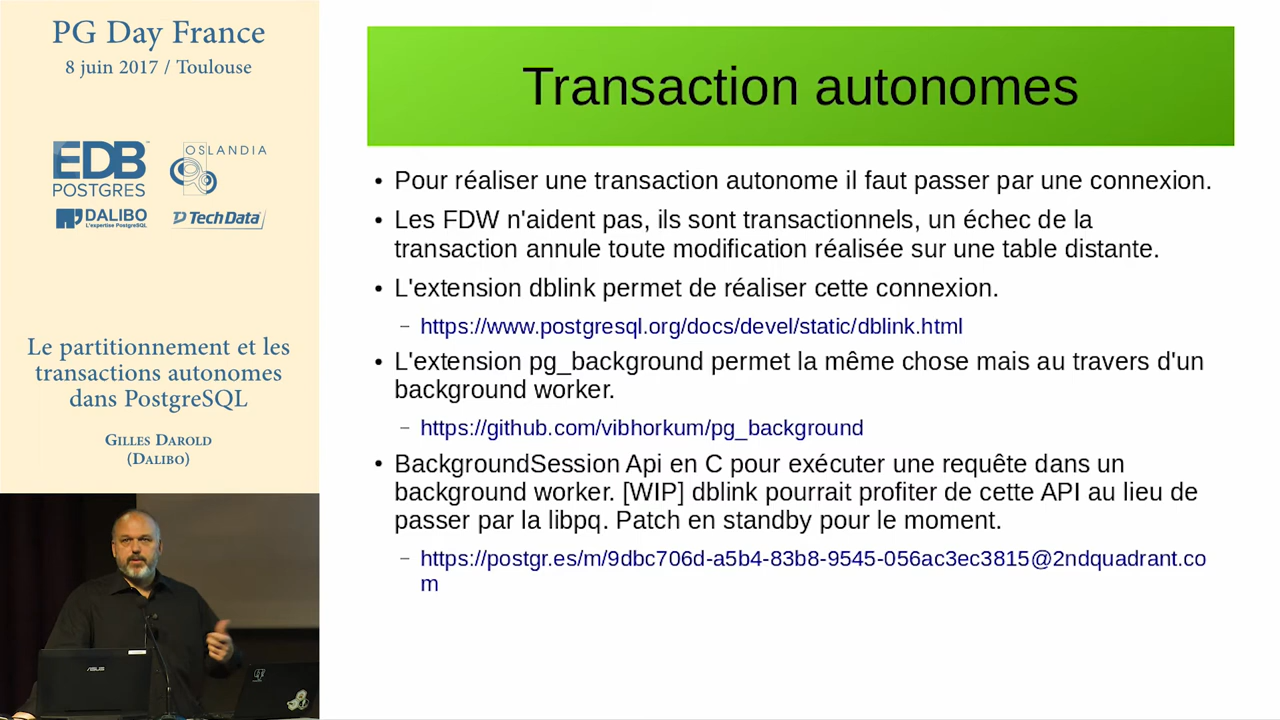 PG Day France
8 juin 2017 / Toulouse
EDB
POSTGRES
OSLANDIA
DALIBO
L'expertise PostgreSQL
TechData
Le partitionnement et les
transactions autonomes
dans PostgreSQL
GILLES DAROLD
(DALIBO)
ASUS
Transaction autonomes
• Pour réaliser une transaction autonome il faut passer par une connexion.
• Les FDW n'aident pas, ils sont transactionnels, un échec de la
transaction annule toute modification réalisée sur une table distante.
• L'extension dblink permet de réaliser cette connexion.
– https://www.postgresql.org/docs/devel/static/dblink.html
• L'extension pg_background permet la même chose mais au travers d'un
background worker.
– https://github.com/vibhorkum/pg_background
• BackgroundSession Api en C pour exécuter une requête dans un
background worker. [WIP] dblink pourrait profiter de cette API au lieu de
passer par la libpq. Patch en standby pour le moment.
– https://postgr.es/m/9dbc706d-a5b4-83b8-9545-056ac3ec3815@2ndquadrant.co
m